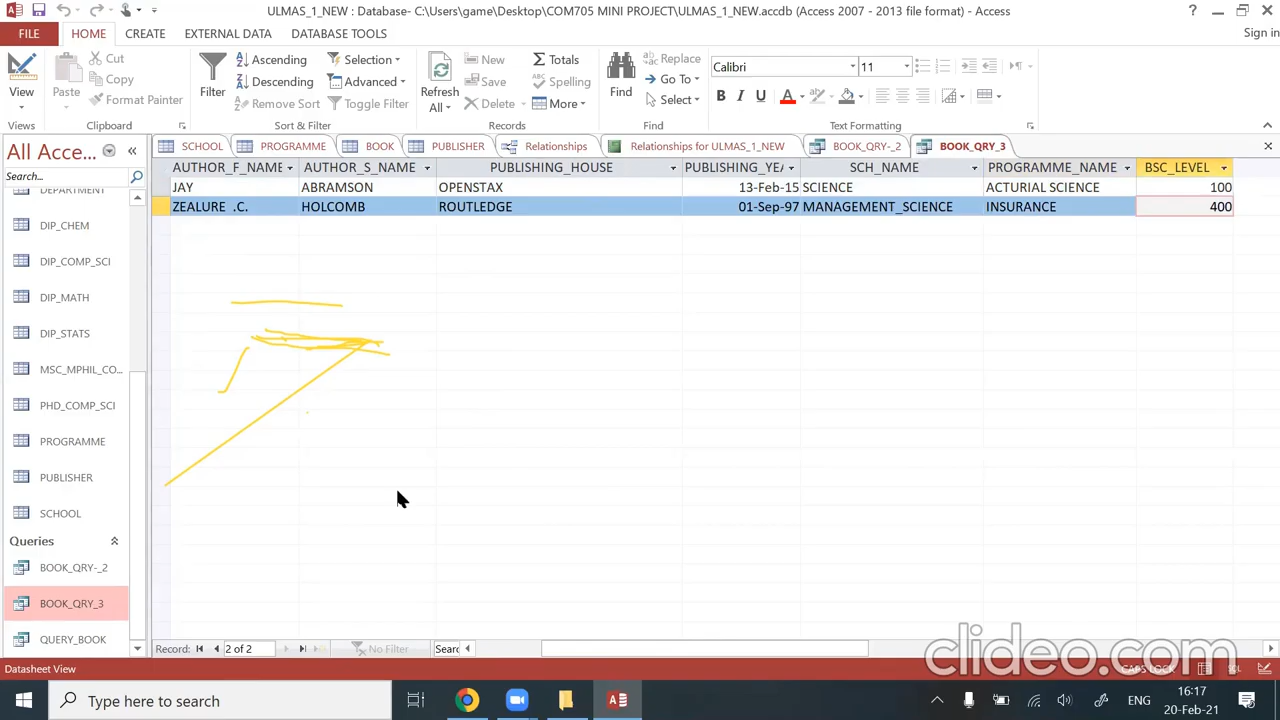 ULMAS_1_NEW : Database- C:\Users\game\Desktop\COM705 MINI PROJECT\ULMAS_1_NEW.accdb (Access 2007 - 2013 file format) - Access
?
FILE HOME CREATE EXTERNAL DATA DATABASE TOOLS Sign in
View
Views
Paste
Cut
Copy
Format Painter
Clipboard
Filter
Ascending
Descending
Remove Sort
Selection
Advanced
Toggle Filter
Sort & Filter
Refresh All
New
Save
Delete
Totals
Spelling
More
Records
Find
Replace
Go To
Select
Find
Calibri 11
B I U A
Text Formatting
All Acce...
Search...
DEPARTMENT
DIP_CHEM
DIP_COMP_SCI
DIP_MATH
DIP_STATS
MSC_MPHIL_CO...
PHD_COMP_SCI
PROGRAMME
PUBLISHER
SCHOOL
Queries
BOOK_QRY-_2
BOOK_QRY_3
QUERY_BOOK
SCHOOL PROGRAMME BOOK PUBLISHER Relationships Relationships for ULMAS_1_NEW BOOK_QRY-_2 BOOK_QRY_3
AUTHOR_F_NAME AUTHOR_S_NAME PUBLISHING_HOUSE PUBLISHING_YEA SCH_NAME PROGRAMME_NAME BSC_LEVEL
JAY ABRAMSON OPENSTAX 13-Feb-15 SCIENCE ACTURIAL SCIENCE 100
ZEALURE .C. HOLCOMB ROUTLEDGE 01-Sep-97 MANAGEMENT_SCIENCE INSURANCE 400
Record: 2 of 2 No Filter Searc
Datasheet View CAPS LOCK
clideo.com
Type here to search
ENG
16:17
20-Feb-21